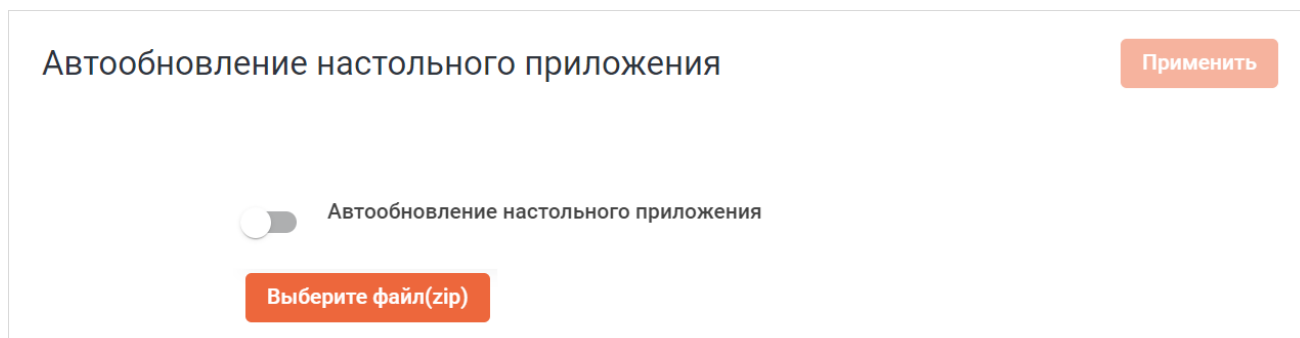 Автообновление настольного приложения
Применить
Автообновление настольного приложения
Выберите файл(zip)